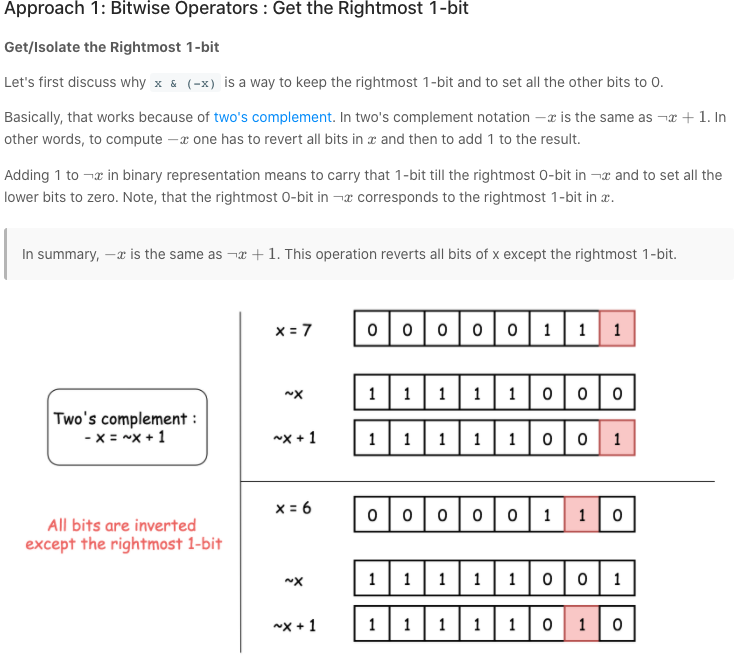 Approach 1: Bitwise Operators : Get the Rightmost 1-bit
Get/Isolate the Rightmost 1-bit
Let's first discuss why x & (-x) is a way to keep the rightmost 1-bit and to set all the other bits to 0.
Basically, that works because of two's complement. In two's complement notation −x is the same as ¬x + 1. In
other words, to compute −x one has to revert all bits in x and then to add 1 to the result.
Adding 1 to ¬x in binary representation means to carry that 1-bit till the rightmost 0-bit in ¬x and to set all the
lower bits to zero. Note, that the rightmost 0-bit in ¬x corresponds to the rightmost 1-bit in x.
In summary, −x is the same as ¬x + 1. This operation reverts all bits of x except the rightmost 1-bit.
x = 7 0 0 0 0 0 1 1 1
~x 1 1 1 1 1 0 0 0
Two's complement :
- x = ~x + 1
~x + 1 1 1 1 1 1 0 0 1
x = 6 0 0 0 0 0 1 1 0
All bits are inverted
except the rightmost 1-bit
~x 1 1 1 1 1 0 0 1
~x + 1 1 1 1 1 1 0 1 0